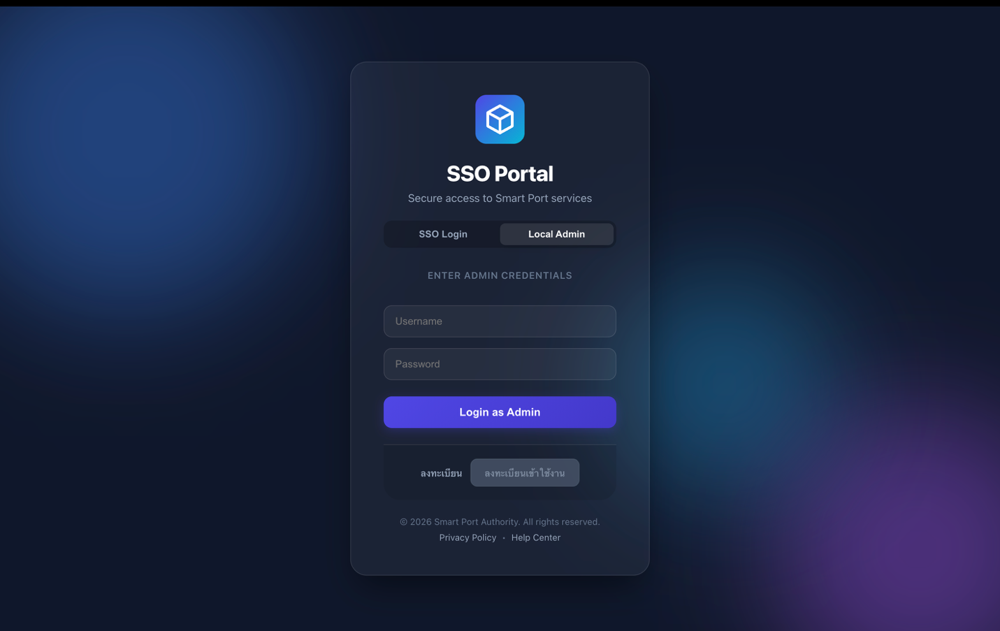 SSO Portal
Secure access to Smart Port services
SSO Login Local Admin
ENTER ADMIN CREDENTIALS
Username
Password
Login as Admin
ลงทะเบียน ลงทะเบียนเข้าใช้งาน
© 2026 Smart Port Authority. All rights reserved.
Privacy Policy • Help Center